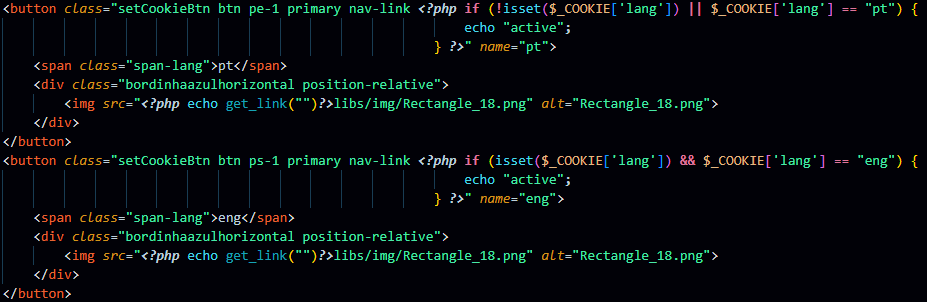 <button class="setCookieBtn btn pe-1 primary nav-link <?php if (!isset($_COOKIE['lang']) || $_COOKIE['lang'] == "pt") {
echo "active";
} ?>" name="pt">
<span class="span-lang">pt</span>
<div class="bordinhaazulhorizontal position-relative">
<img src="<?php echo get_link("")?>libs/img/Rectangle_18.png" alt="Rectangle_18.png">
</div>
</button>
<button class="setCookieBtn btn ps-1 primary nav-link <?php if (isset($_COOKIE['lang']) && $_COOKIE['lang'] == "eng") {
echo "active";
} ?>" name="eng">
<span class="span-lang">eng</span>
<div class="bordinhaazulhorizontal position-relative">
<img src="<?php echo get_link("")?>libs/img/Rectangle_18.png" alt="Rectangle_18.png">
</div>
</button>